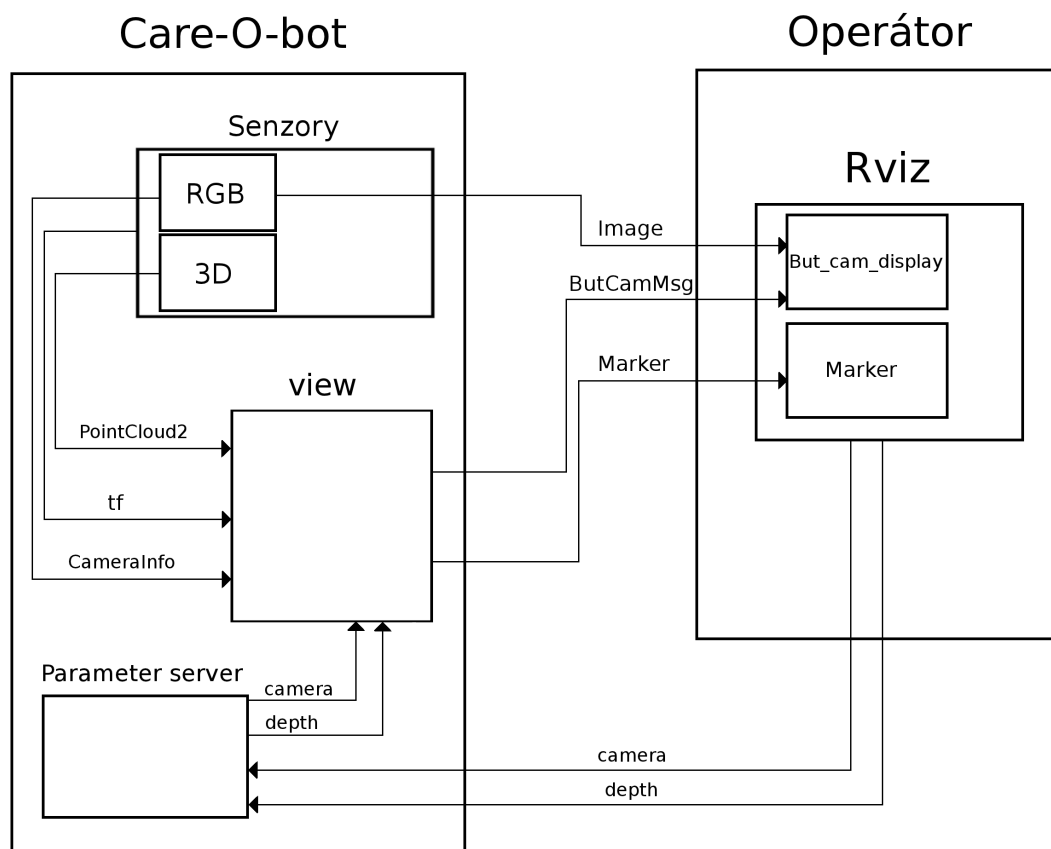 Care-O-bot
Operátor
Senzory
RGB
3D
Rviz
Image
But_cam_display
ButCamMsg
Marker
Marker
view
PointCloud2
tf
CameraInfo
Parameter server
camera
depth
camera
depth